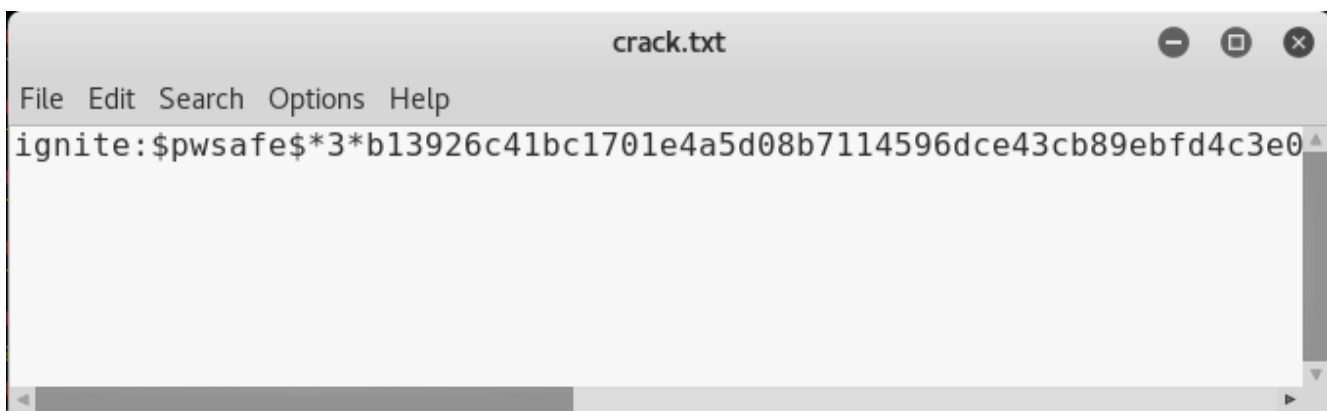 crack.txt
File Edit Search Options Help
ignite:$pwsafe$*3*b13926c41bc1701e4a5d08b7114596dce43cb89ebfd4c3e0